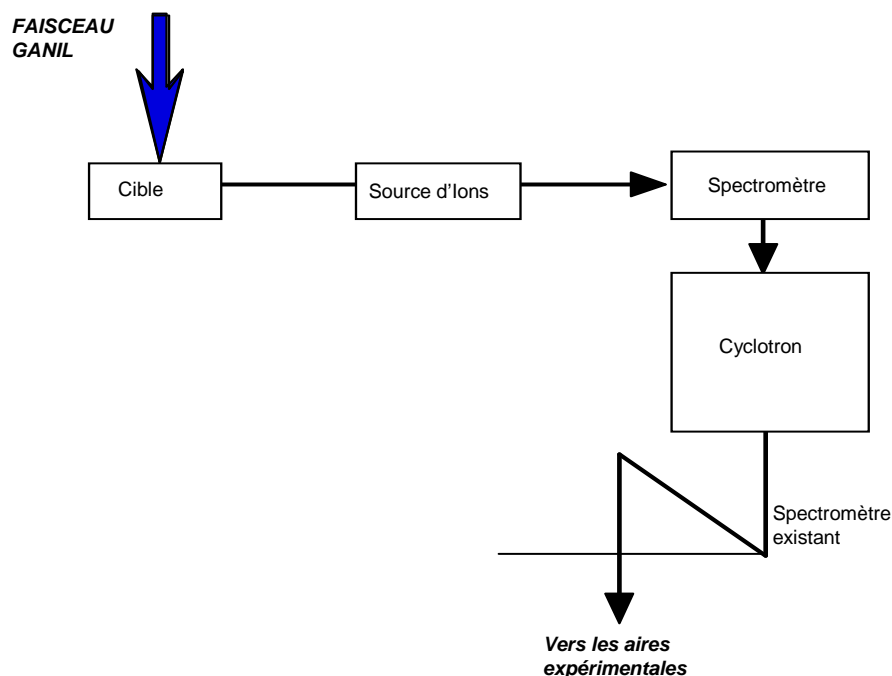 FAISCEAU
GANIL
Cible
Source d'Ions
Spectromètre
Cyclotron
Spectromètre
existant
Vers les aires
expérimentales